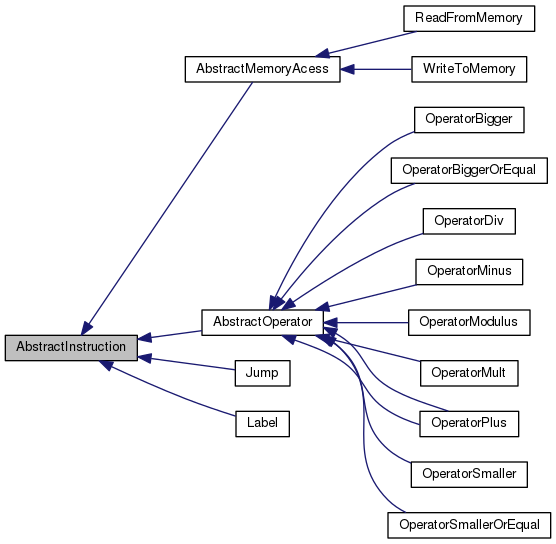 ReadFromMemory
AbstractMemoryAcess
WriteToMemory
OperatorBigger
OperatorBiggerOrEqual
OperatorDiv
OperatorMinus
AbstractOperator
OperatorModulus
AbstractInstruction
Jump
OperatorMult
Label
OperatorPlus
OperatorSmaller
OperatorSmallerOrEqual